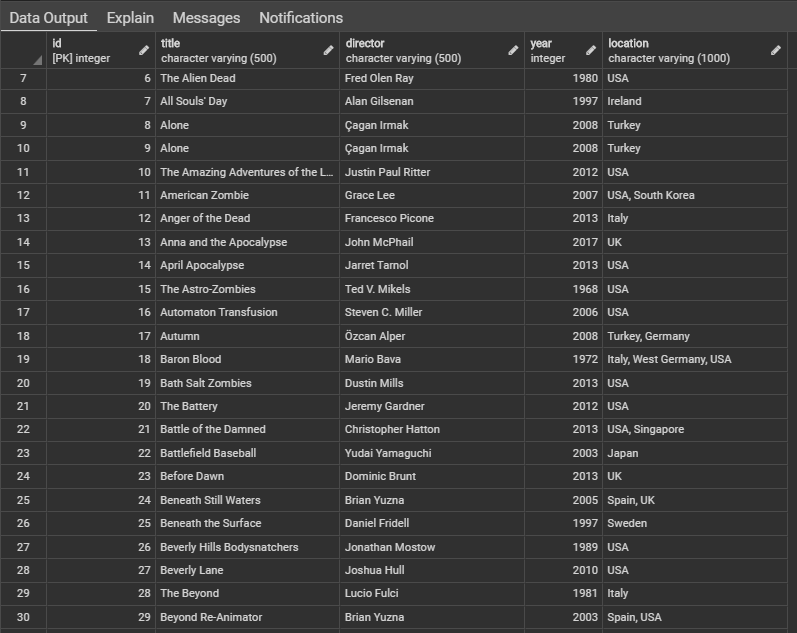 Data Output Explain Messages Notifications
id title director year location
[PK] integer character varying (500) character varying (500) integer character varying (1000)
7 6 The Alien Dead Fred Olen Ray 1980 USA
8 7 All Souls' Day Alan Gilsenan 1997 Ireland
9 8 Alone Çagan Irmak 2008 Turkey
10 9 Alone Çagan Irmak 2008 Turkey
11 10 The Amazing Adventures of the L... Justin Paul Ritter 2012 USA
12 11 American Zombie Grace Lee 2007 USA, South Korea
13 12 Anger of the Dead Francesco Picone 2013 Italy
14 13 Anna and the Apocalypse John McPhail 2017 UK
15 14 April Apocalypse Jarret Tarnol 2013 USA
16 15 The Astro-Zombies Ted V. Mikels 1968 USA
17 16 Automaton Transfusion Steven C. Miller 2006 USA
18 17 Autumn Özcan Alper 2008 Turkey, Germany
19 18 Baron Blood Mario Bava 1972 Italy, West Germany, USA
20 19 Bath Salt Zombies Dustin Mills 2013 USA
21 20 The Battery Jeremy Gardner 2012 USA
22 21 Battle of the Damned Christopher Hatton 2013 USA, Singapore
23 22 Battlefield Baseball Yudai Yamaguchi 2003 Japan
24 23 Before Dawn Dominic Brunt 2013 UK
25 24 Beneath Still Waters Brian Yuzna 2005 Spain, UK
26 25 Beneath the Surface Daniel Fridell 1997 Sweden
27 26 Beverly Hills Bodysnatchers Jonathan Mostow 1989 USA
28 27 Beverly Lane Joshua Hull 2010 USA
29 28 The Beyond Lucio Fulci 1981 Italy
30 29 Beyond Re-Animator Brian Yuzna 2003 Spain, USA